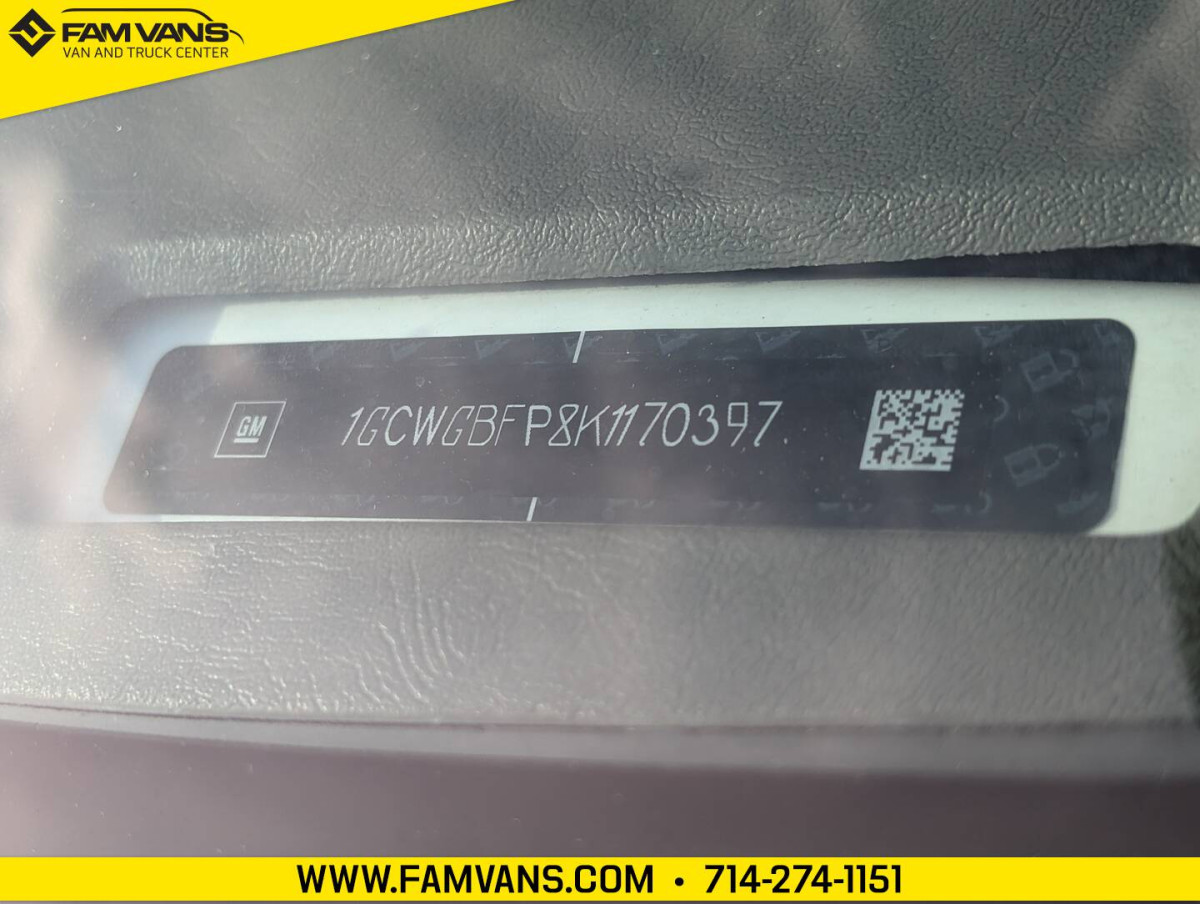 FAM VANS
VAN AND TRUCK CENTER
GM
1GCWGBFP8K1170397
WWW.FAMVANS.COM • 714-274-1151